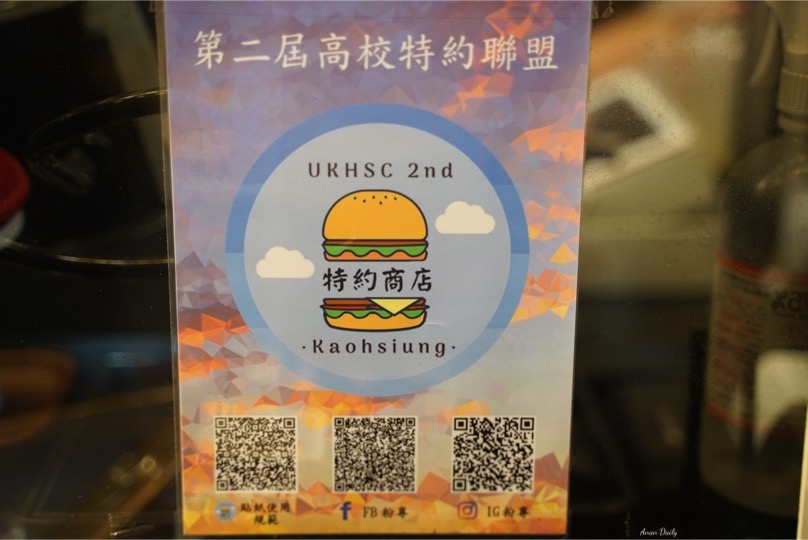 第二屆高校特約聯盟
UKHSC 2nd
特約商店
·Kaohsiung·
貼紙使用
規範
FB粉專
IG粉專
Aman Daily